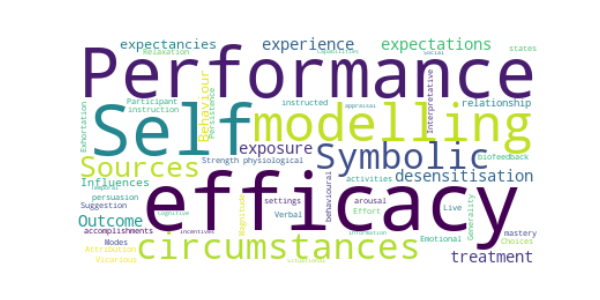 expectancies experience expectations
Relaxation Capabilities social states
Performance
Participant instructed appraisal relationship
instruction
Exhortation Self Behaviour Persistence modelling Interpretative
Sources exposure Symbolic biofeedback
Strength physiological
Influences activities desensitisation
persuasion
Suggestion efficacy settings behavioural arousal Live Generality
Outcome Magnitude Verbal Effort Choices
accomplishments Cognitive incentives information mastery
Modes circumstances Emotional
Attribution treatment
Vicarious